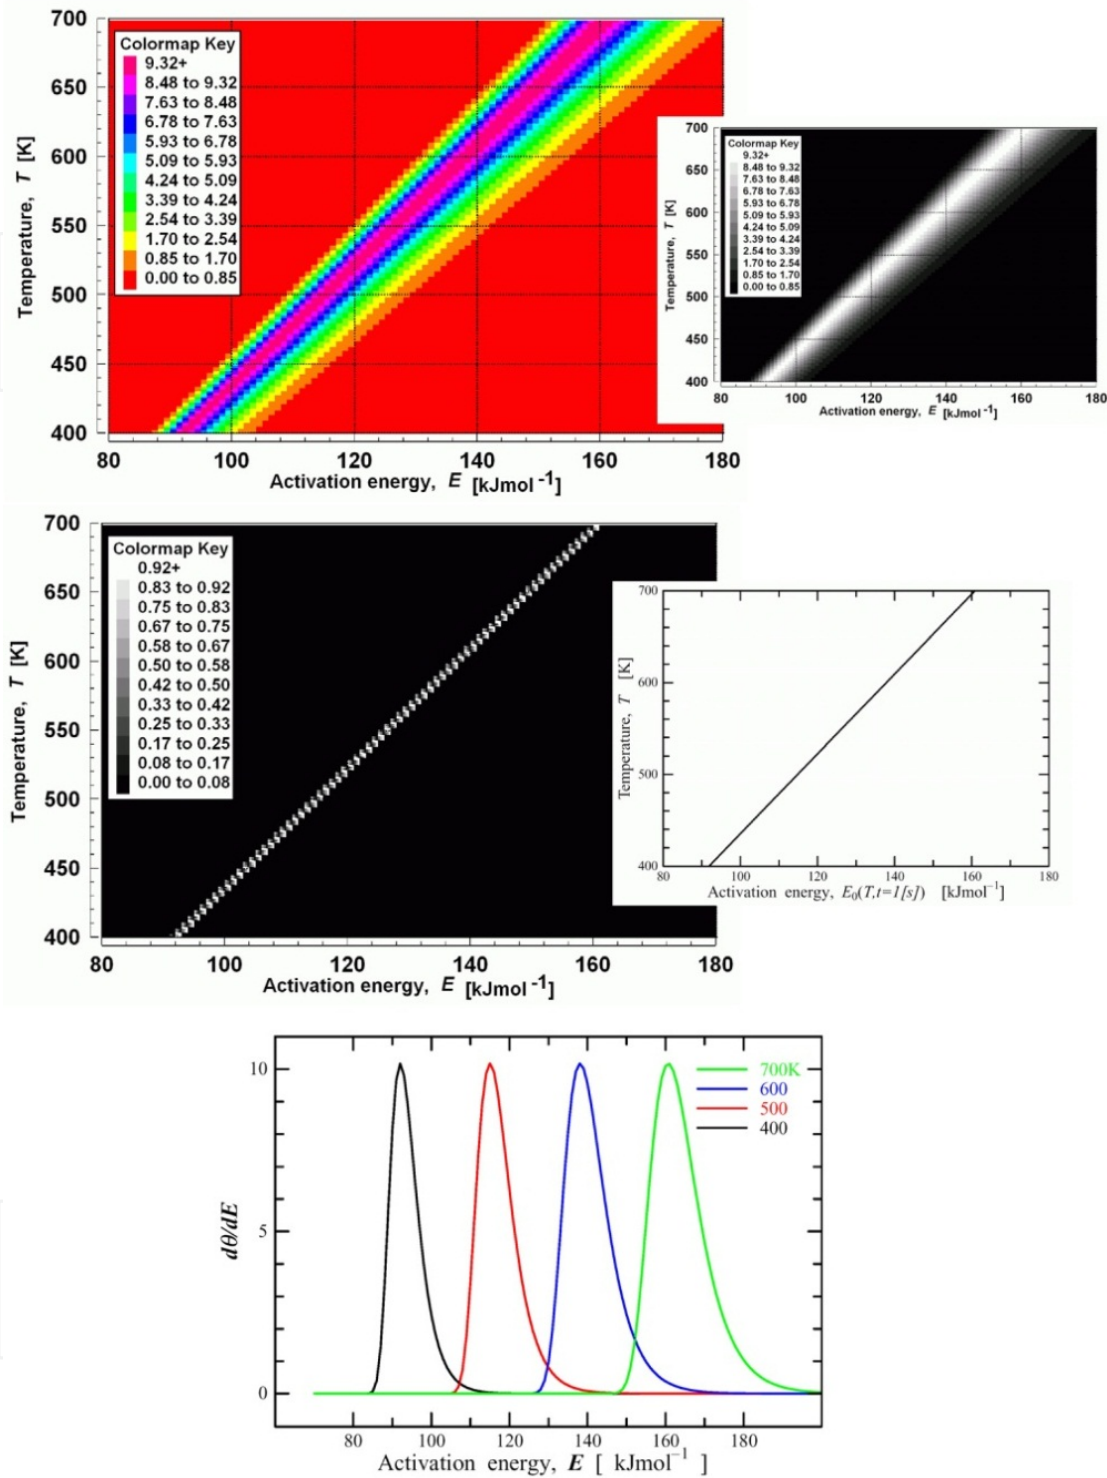 700
650
600
550
500
450
400
Temperature, T [K]
Colormap Key
9.32+
8.48 to 9.32
7.63 to 8.48
6.78 to 7.63
5.93 to 6.78
5.09 to 5.93
4.24 to 5.09
3.39 to 4.24
2.54 to 3.39
1.70 to 2.54
0.85 to 1.70
0.00 to 0.85
80 100 120 140 160 180
Activation energy, E [kJmol -1]
700
650
600
550
500
450
400
Temperature, T [K]
Colormap Key
9.32+
8.48 to 9.32
7.63 to 8.48
6.78 to 7.63
5.93 to 6.78
5.09 to 5.93
4.24 to 5.09
3.39 to 4.24
2.54 to 3.39
1.70 to 2.54
0.85 to 1.70
0.00 to 0.85
80 100 120 140 160 180
Activation energy, E [kJmol -1]
700
650
600
550
500
450
400
Temperature, T [K]
Colormap Key
0.92+
0.83 to 0.92
0.75 to 0.83
0.67 to 0.75
0.58 to 0.67
0.50 to 0.58
0.42 to 0.50
0.33 to 0.42
0.25 to 0.33
0.17 to 0.25
0.08 to 0.17
0.00 to 0.08
80 100 120 140 160 180
Activation energy, E [kJmol -1]
700
600
500
400
Temperature, T [K]
80 100 120 140 160 180
Activation energy, E₀(T,t=1[s]) [kJmol⁻¹]
10
5
0
dθ/dE
700K
600
500
400
80 100 120 140 160 180
Activation energy, E [ kJmol⁻¹ ]